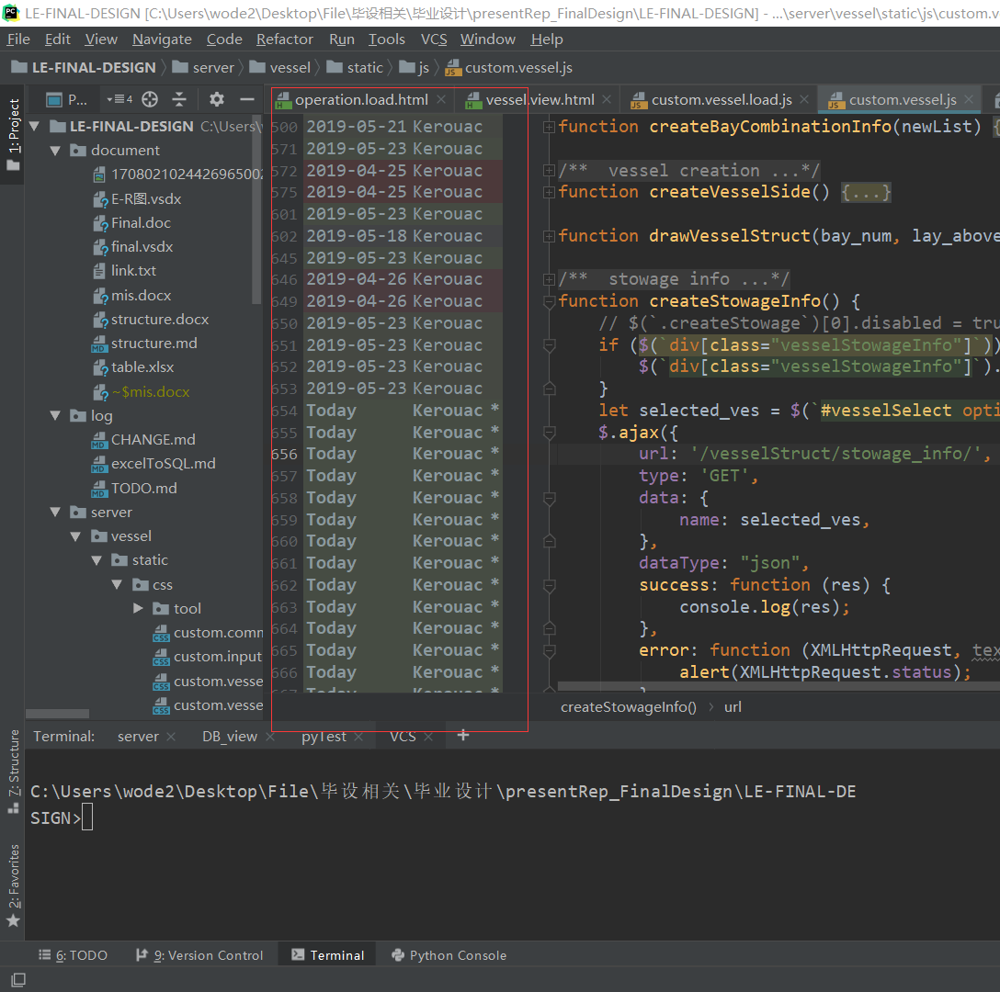 LE-FINAL-DESIGN [C:\Users\wode2\Desktop\File\毕设相关\毕业设计\presentRep_FinalDesign\LE-FINAL-DESIGN] - ...\server\vessel\static\js\custom.v
File Edit View Navigate Code Refactor Run Tools VCS Window Help
LE-FINAL-DESIGN server vessel static js custom.vessel.js
P... 4 operation.load.html vessel.view.html custom.vessel.load.js custom.vessel.js
1: Project
LE-FINAL-DESIGN C:\Users\
document
1708021024426965002
E-R图.vsdx
Final.doc
final.vsdx
link.txt
mis.docx
structure.docx
structure.md
table.xlsx
~$mis.docx
log
CHANGE.md
excelToSQL.md
TODO.md
server
vessel
static
css
tool
custom.comm
custom.input
custom.vesse
custom.vesse
500 2019-05-21 Kerouac
571 2019-05-23 Kerouac
572 2019-04-25 Kerouac
575 2019-04-25 Kerouac
601 2019-05-23 Kerouac
602 2019-05-18 Kerouac
645 2019-05-23 Kerouac
646 2019-04-26 Kerouac
649 2019-04-26 Kerouac
650 2019-05-23 Kerouac
651 2019-05-23 Kerouac
652 2019-05-23 Kerouac
653 2019-05-23 Kerouac
654 Today Kerouac *
655 Today Kerouac *
656 Today Kerouac *
657 Today Kerouac *
658 Today Kerouac *
659 Today Kerouac *
660 Today Kerouac *
661 Today Kerouac *
662 Today Kerouac *
663 Today Kerouac *
664 Today Kerouac *
665 Today Kerouac *
666 Today Kerouac *
667 Today Kerouac *
function createBayCombinationInfo(newList) {
/** vessel creation ...*/
function createVesselSide() {...}
function drawVesselStruct(bay_num, lay_above
/** stowage info ...*/
function createStowageInfo() {
// $(`.createStowage`)[0].disabled = tru
if ($(`div[class="vesselStowageInfo"]`))
$(`div[class="vesselStowageInfo"]`).
}
let selected_ves = $(`#vesselSelect opti
$.ajax({
url: '/vesselStruct/stowage_info/',
type: 'GET',
data: {
name: selected_ves,
},
dataType: "json",
success: function (res) {
console.log(res);
},
error: function (XMLHttpRequest, tex
alert(XMLHttpRequest.status);
}
createStowageInfo() › url
Terminal: server DB_view pyTest VCS +
C:\Users\wode2\Desktop\File\毕设相关\毕业设计\presentRep_FinalDesign\LE-FINAL-DE
SIGN>
7: Structure
2: Favorites
6: TODO 9: Version Control Terminal Python Console